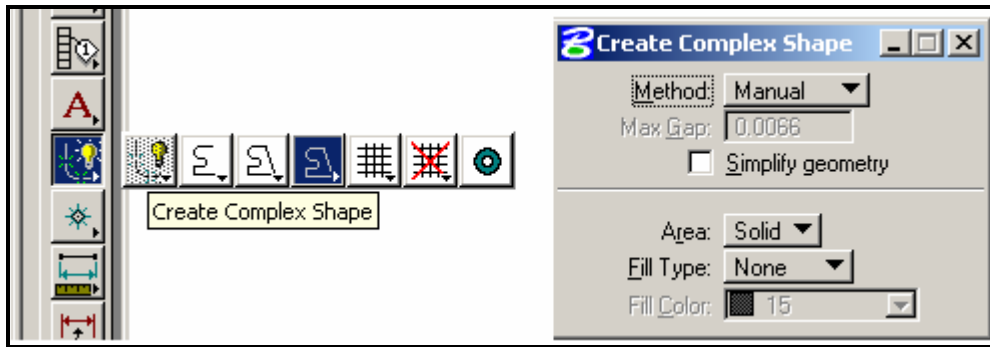 1
A
Create Complex Shape
Create Complex Shape
Method: Manual
Max Gap: 0.0066
Simplify geometry
Area: Solid
Fill Type: None
Fill Color: 15